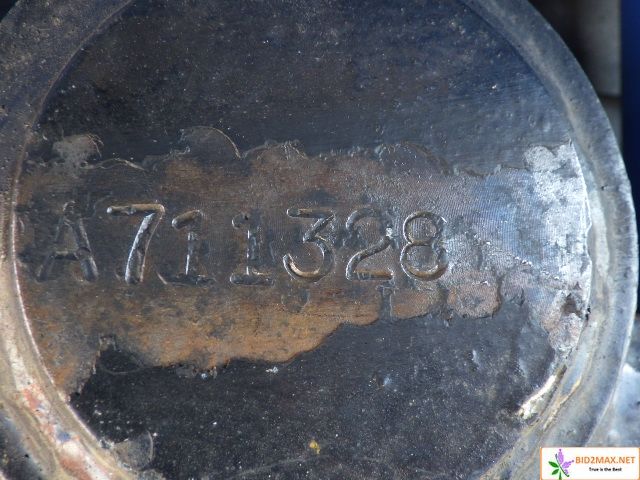 A711328
BID2MAX.NET
True is the Best